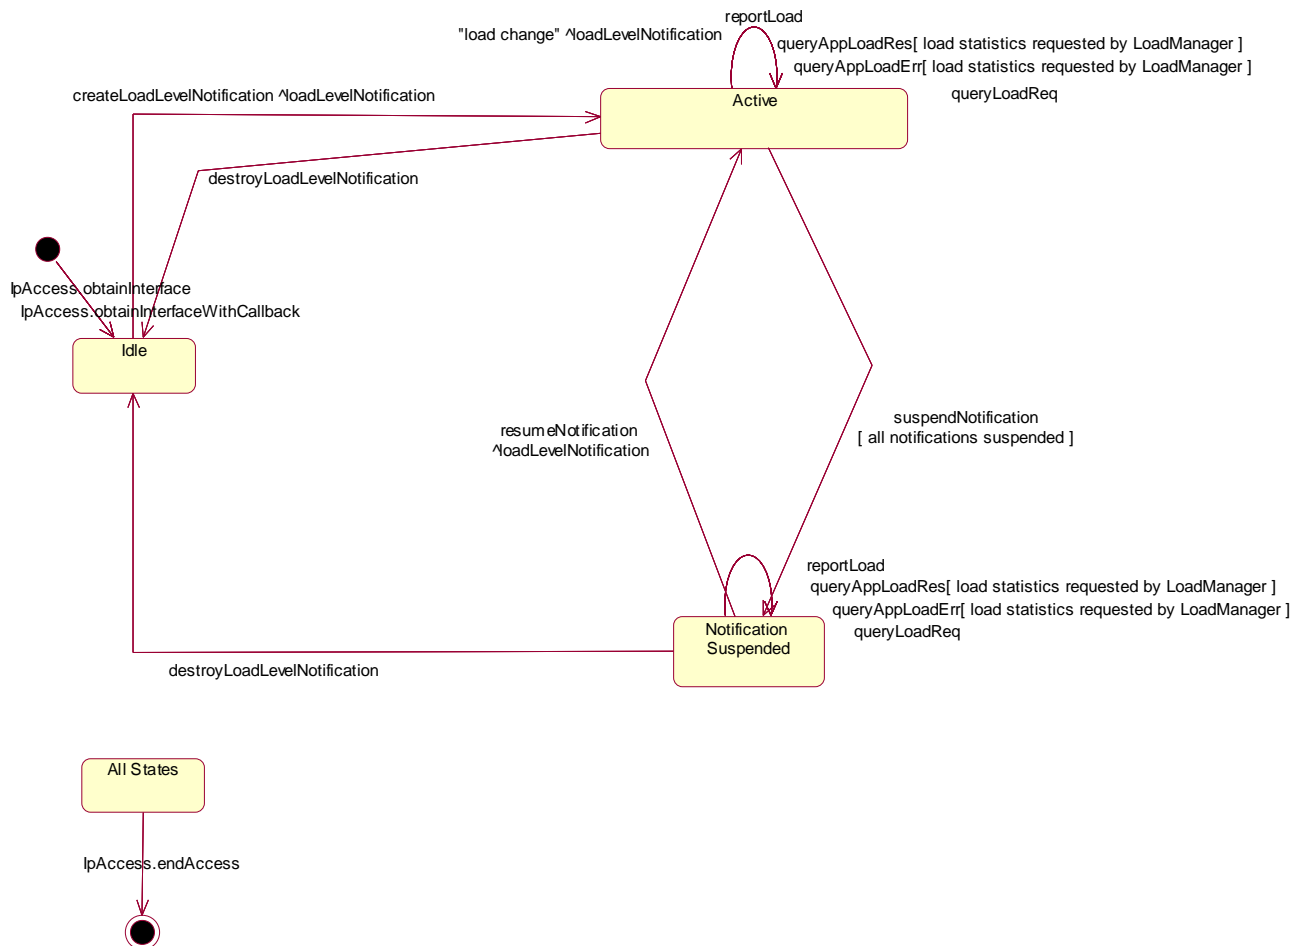 reportLoad
"load change" ^loadLevelNotification
queryAppLoadRes[ load statistics requested by LoadManager ]
queryAppLoadErr[ load statistics requested by LoadManager ]
queryLoadReq
createLoadLevelNotification ^loadLevelNotification
Active
destroyLoadLevelNotification
IpAccess.obtainInterface
IpAccess.obtainInterfaceWithCallback
Idle
suspendNotification
[ all notifications suspended ]
resumeNotification
^loadLevelNotification
reportLoad
queryAppLoadRes[ load statistics requested by LoadManager ]
queryAppLoadErr[ load statistics requested by LoadManager ]
queryLoadReq
Notification
Suspended
destroyLoadLevelNotification
All States
IpAccess.endAccess